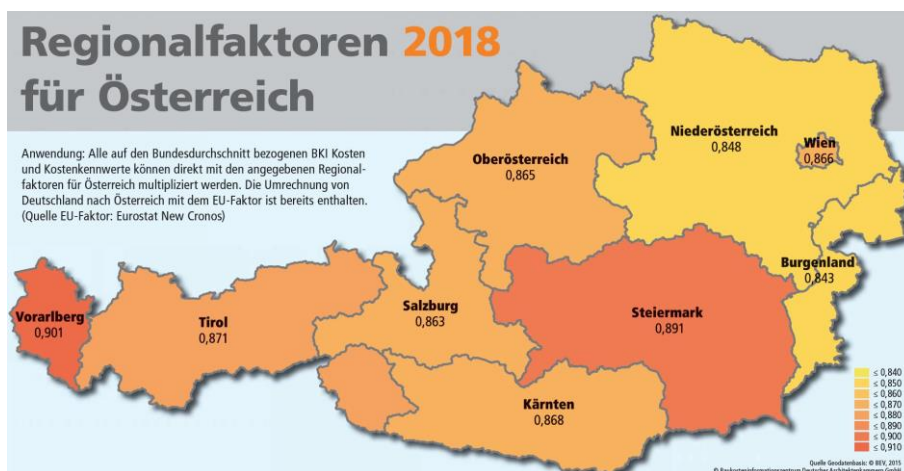 Regionalfaktoren 2018
für Österreich
Anwendung: Alle auf den Bundesdurchschnitt bezogenen BKI Kosten
und Kostenkennwerte können direkt mit den angegebenen Regional-
faktoren für Österreich multipliziert werden. Die Umrechnung von
Deutschland nach Österreich mit dem EU-Faktor ist bereits enthalten.
(Quelle EU-Faktor: Eurostat New Cronos)
Niederösterreich
0,848
Wien
0,866
Oberösterreich
0,865
Burgenland
0,843
Vorarlberg
0,901
Tirol
0,871
Salzburg
0,863
Steiermark
0,891
Kärnten
0,868
≤ 0,840
≤ 0,850
≤ 0,860
≤ 0,870
≤ 0,880
≤ 0,890
≤ 0,900
≤ 0,910
Quelle Geodatenbasis: © BEV, 2015
© Baukosteninformationszentrum Deutscher Architektenkammern GmbH